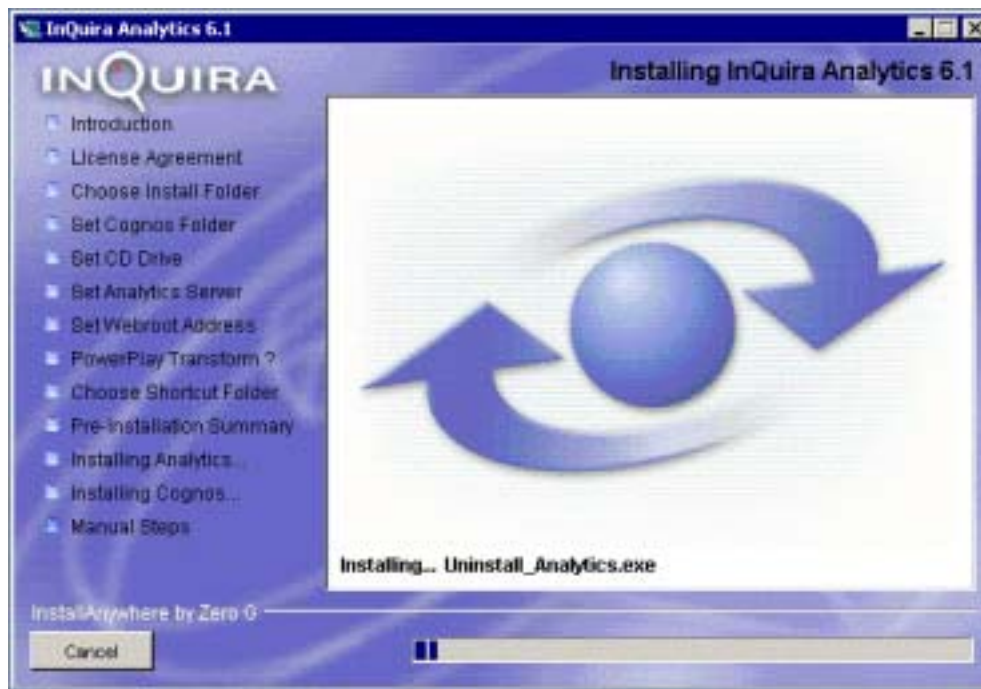 InQuira Analytics 6.1
INQUIRA
Installing InQuira Analytics 6.1
Introduction
License Agreement
Choose Install Folder
Set Cognos Folder
Set CD Drive
Set Analytics Server
Set Webroot Address
PowerPlay Transform ?
Choose Shortcut Folder
Pre-Installation Summary
Installing Analytics...
Installing Cognos...
Manual Steps
Installing... Uninstall_Analytics.exe
InstallAnywhere by Zero G
Cancel